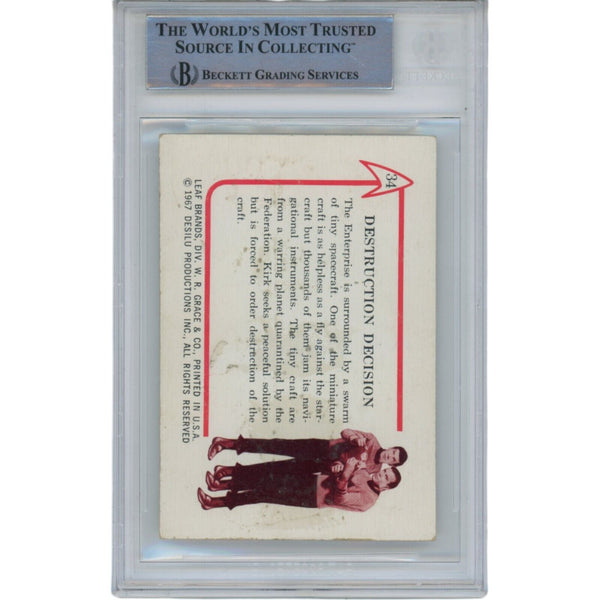 THE WORLD'S MOST TRUSTED
SOURCE IN COLLECTING™
B BECKETT GRADING SERVICES
34
DESTRUCTION DECISION
The Enterprise is surrounded by a swarm
of tiny spacecraft. One of the miniature
craft is as helpless as a fly against the star-
craft but thousands of them jam its navi-
gational instruments. The tiny craft are
from a warring planet quarantined by the
Federation. Kirk seeks a peaceful solution
but is forced to order destruction of the
craft.
LEAF BRANDS, DIV. W. R. GRACE & CO., PRINTED IN U.S.A.
© 1967 DESILU PRODUCTIONS INC., ALL RIGHTS RESERVED